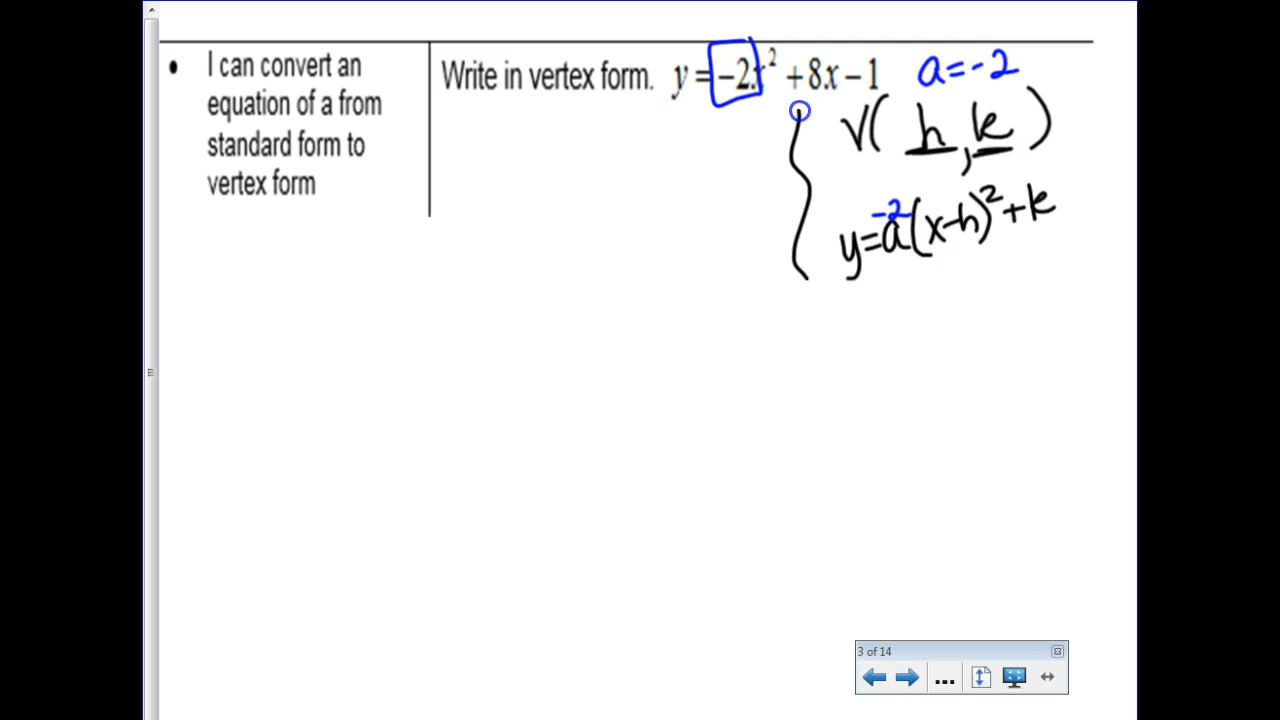 • I can convert an
equation of a from
standard form to
vertex form
Write in vertex form. y = -2x² + 8x - 1
a = -2
V( h , k )
-2
y = a(x-h)² + k
3 of 14
...